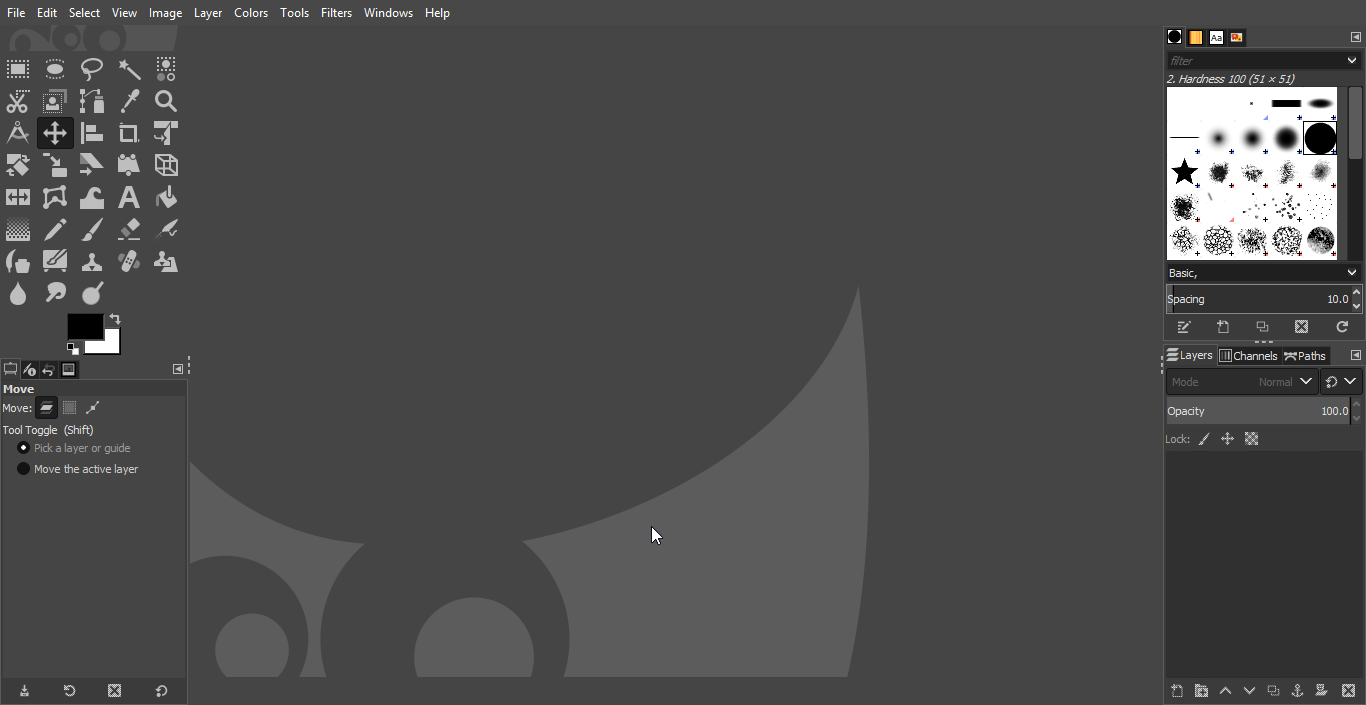 File Edit Select View Image Layer Colors Tools Filters Windows Help
filter
2. Hardness 100 (51 × 51)
Basic,
Spacing 10.0
Layers Channels Paths
Mode Normal
Opacity 100.0
Lock:
Move
Move:
Tool Toggle (Shift)
Pick a layer or guide
Move the active layer
Aa